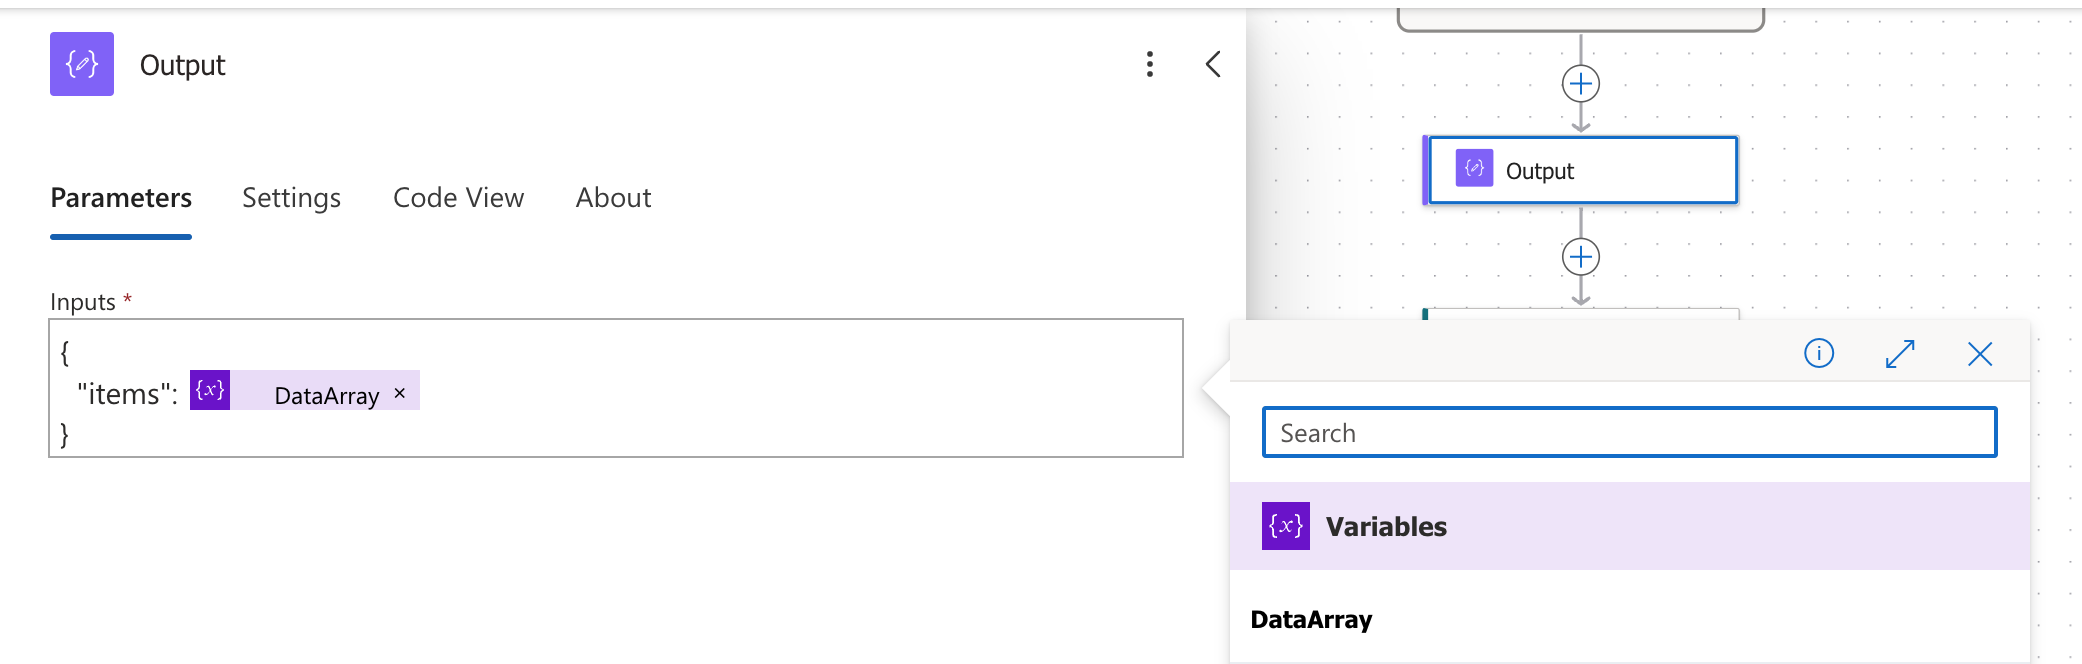 Output
Parameters Settings Code View About
Inputs *
{
"items": {x} DataArray ×
}
Output
Search
{x} Variables
DataArray